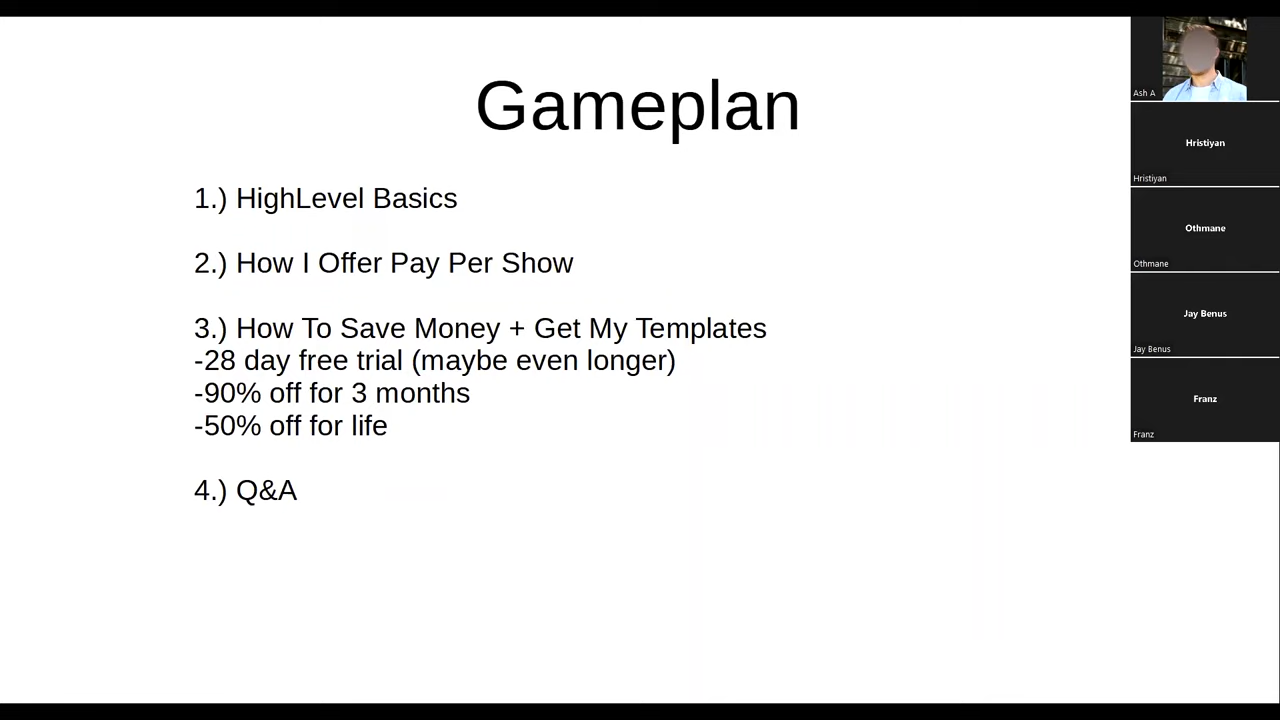 Gameplan
1.) HighLevel Basics
2.) How I Offer Pay Per Show
3.) How To Save Money + Get My Templates
-28 day free trial (maybe even longer)
-90% off for 3 months
-50% off for life
4.) Q&A
Ash A
Hristiyan
Hristiyan
Othmane
Othmane
Jay Benus
Jay Benus
Franz
Franz